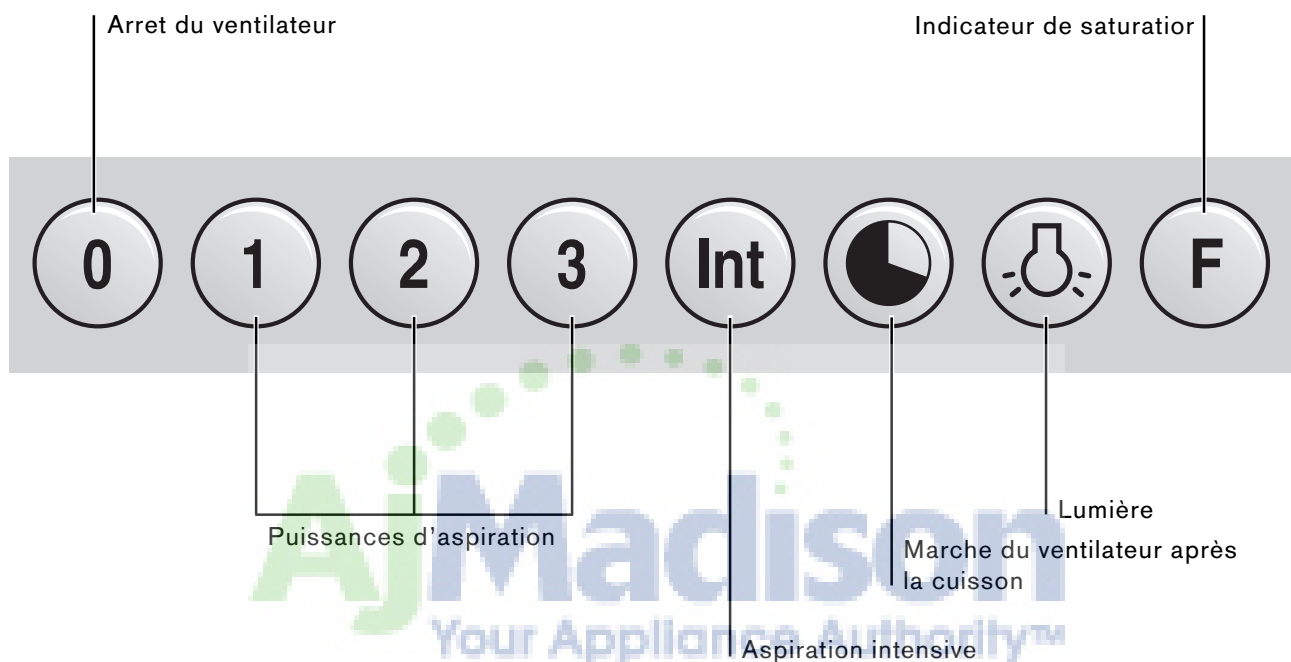 Arret du ventilateur
Indicateur de saturatior
0 1 2 3 Int F
Puissances d'aspiration
Lumière
Marche du ventilateur après
la cuisson
Aspiration intensive
AjMadison
Your Appliance Authority™